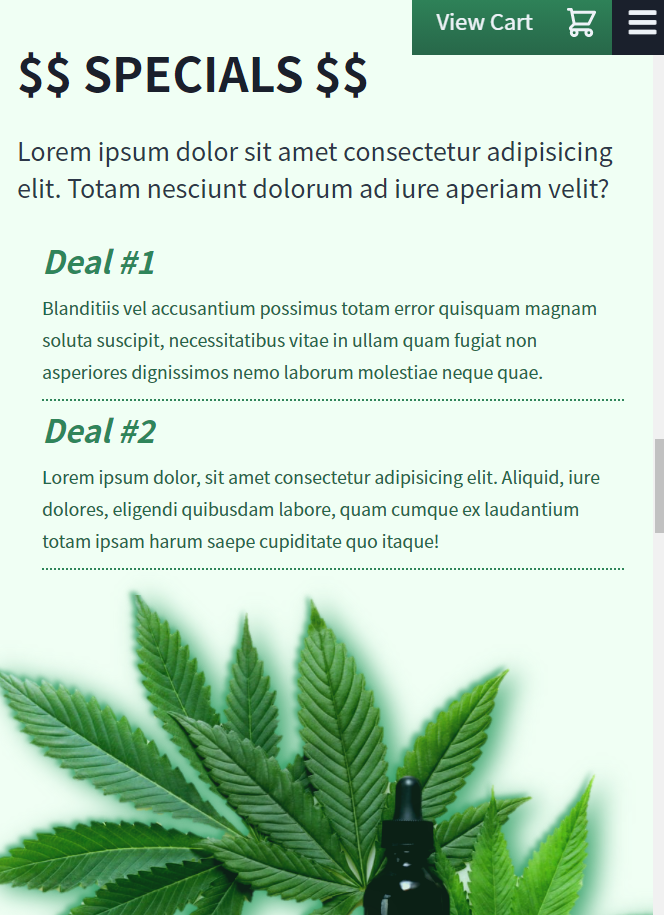 View Cart
$$ SPECIALS $$
Lorem ipsum dolor sit amet consectetur adipisicing
elit. Totam nesciunt dolorum ad iure aperiam velit?
Deal #1
Blanditiis vel accusantium possimus totam error quisquam magnam
soluta suscipit, necessitatibus vitae in ullam quam fugiat non
asperiores dignissimos nemo laborum molestiae neque quae.
Deal #2
Lorem ipsum dolor, sit amet consectetur adipisicing elit. Aliquid, iure
dolores, eligendi quibusdam labore, quam cumque ex laudantium
totam ipsam harum saepe cupiditate quo itaque!